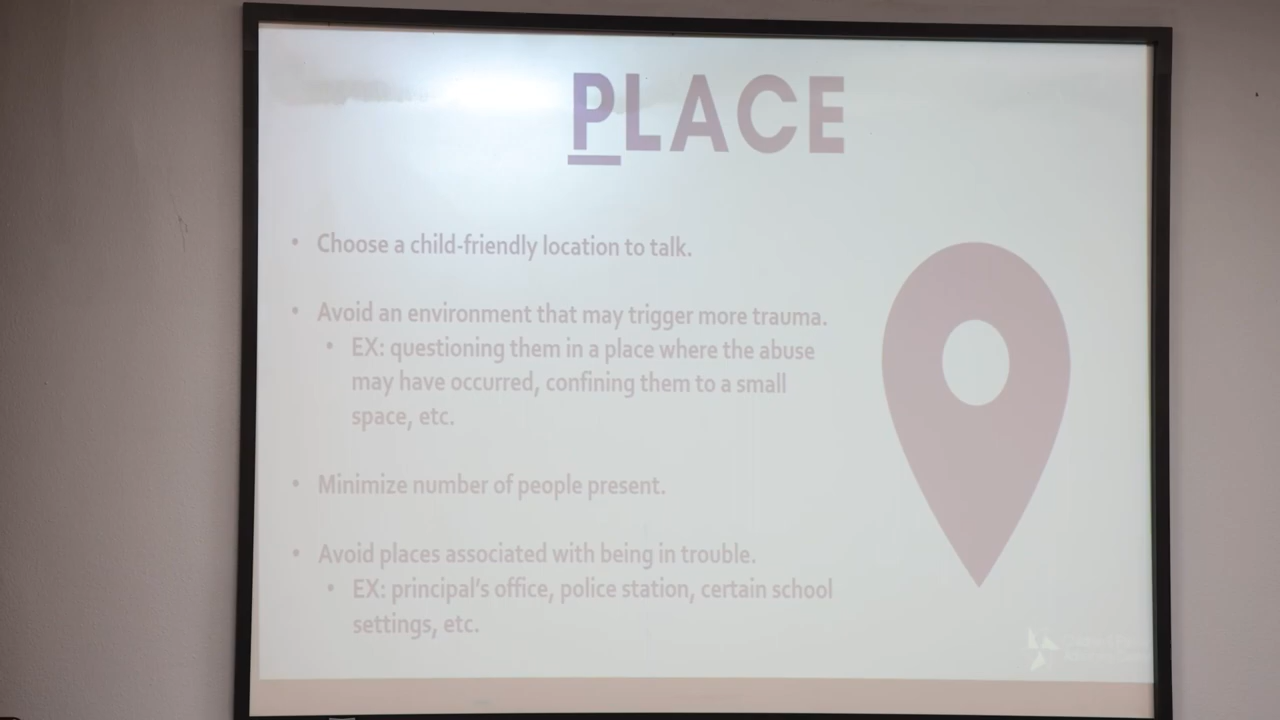 PLACE
• Choose a child-friendly location to talk.
• Avoid an environment that may trigger more trauma.
• EX: questioning them in a place where the abuse
may have occurred, confining them to a small
space, etc.
• Minimize number of people present.
• Avoid places associated with being in trouble.
• EX: principal's office, police station, certain school
settings, etc.